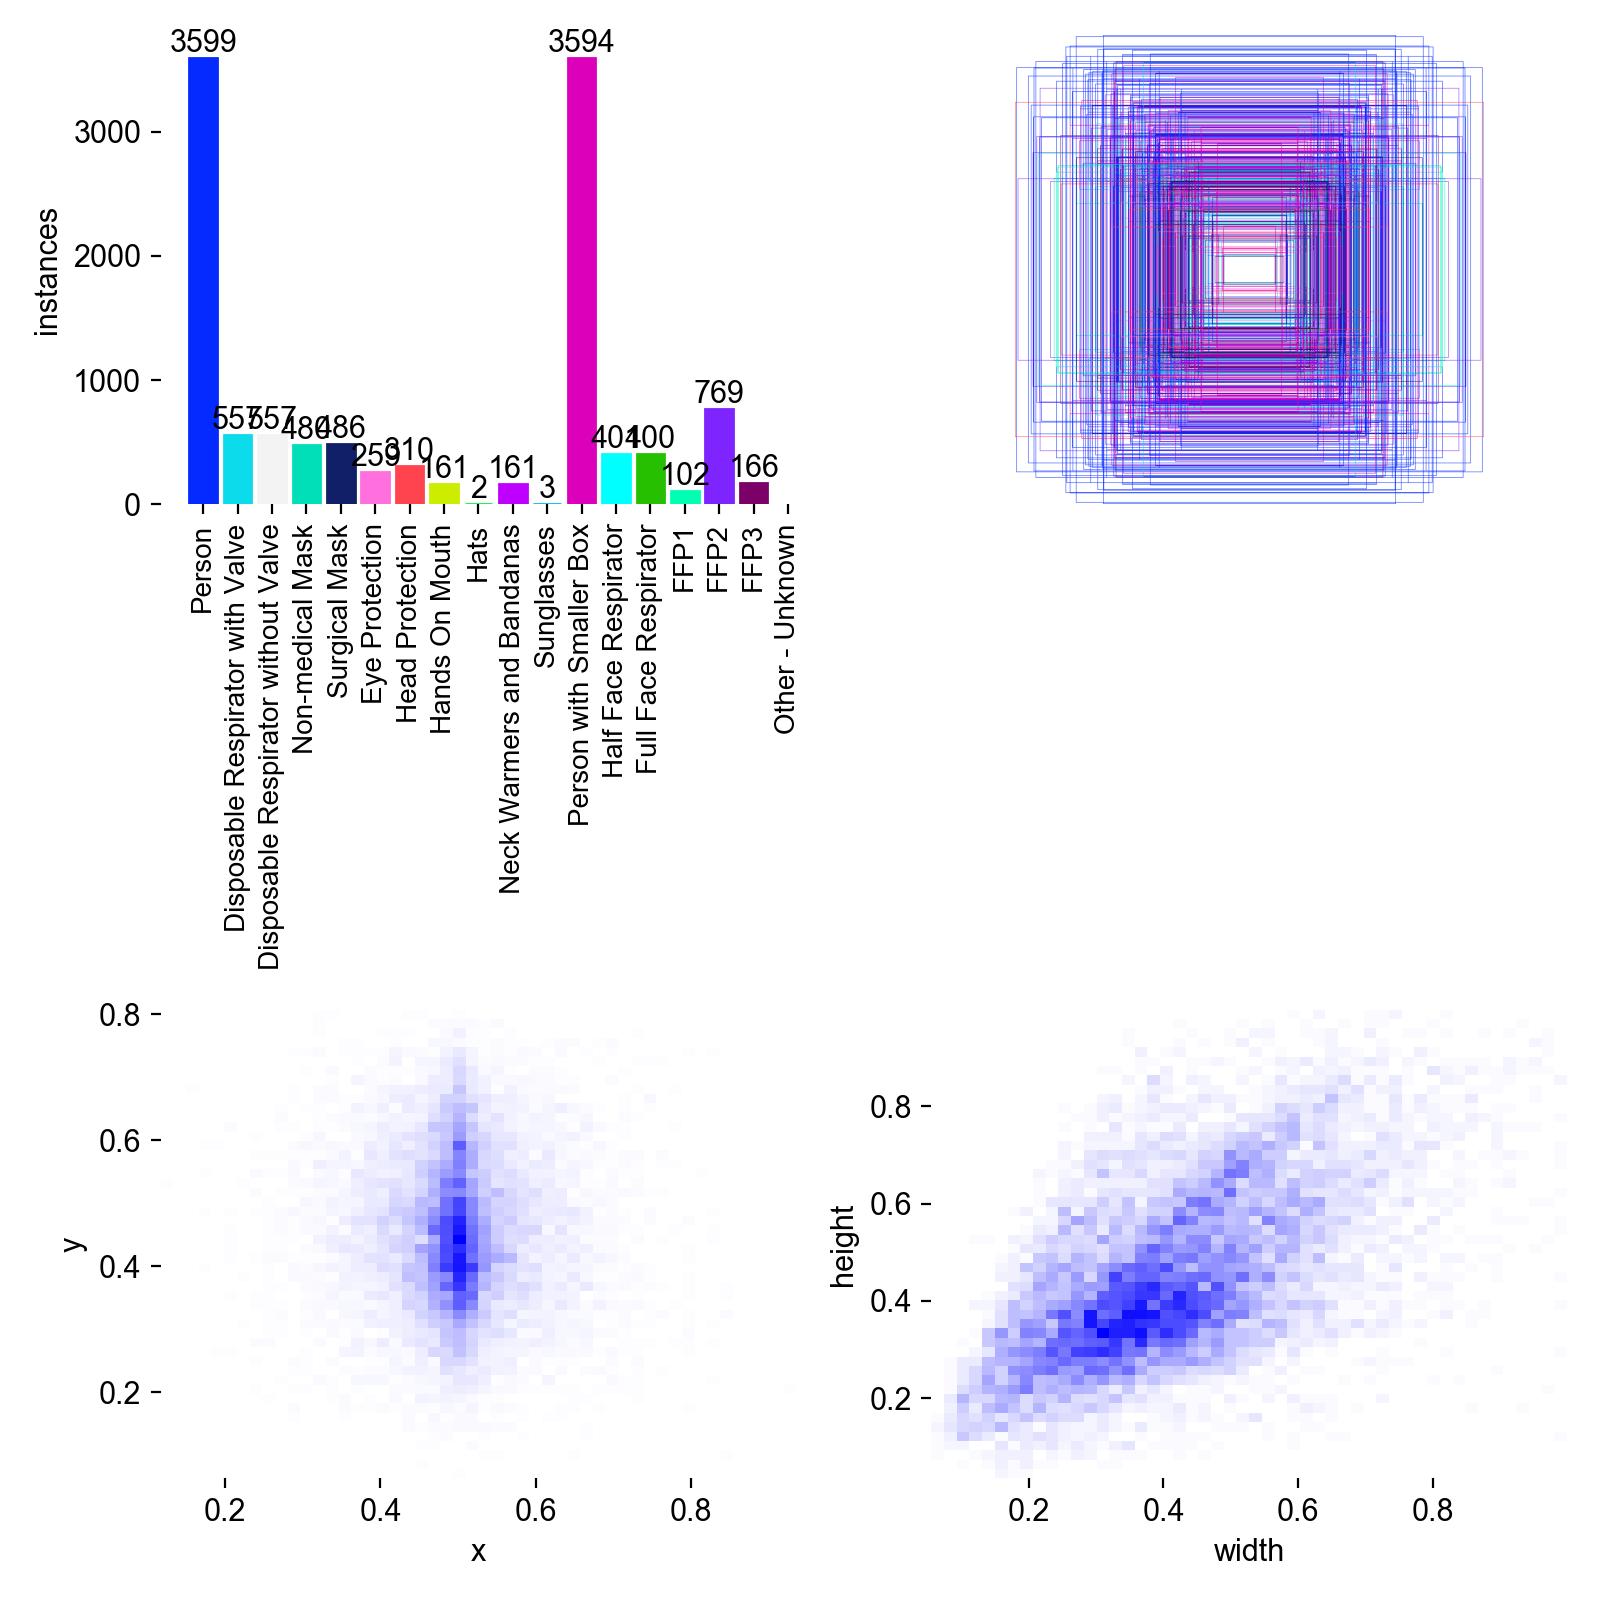 3599
3594
3000
2000
1000
0
instances
557
557
486
310
161
2
161
3
404
400
102
769
166
Person
Disposable Respirator with Valve
Disposable Respirator without Valve
Non-medical Mask
Surgical Mask
Eye Protection
Head Protection
Hands On Mouth
Hats
Neck Warmers and Bandanas
Sunglasses
Person with Smaller Box
Half Face Respirator
Full Face Respirator
FFP1
FFP2
FFP3
Other - Unknown
0.8
0.6
0.4
0.2
y
0.2
0.4
0.6
0.8
x
0.8
0.6
0.4
0.2
height
0.2
0.4
0.6
0.8
width